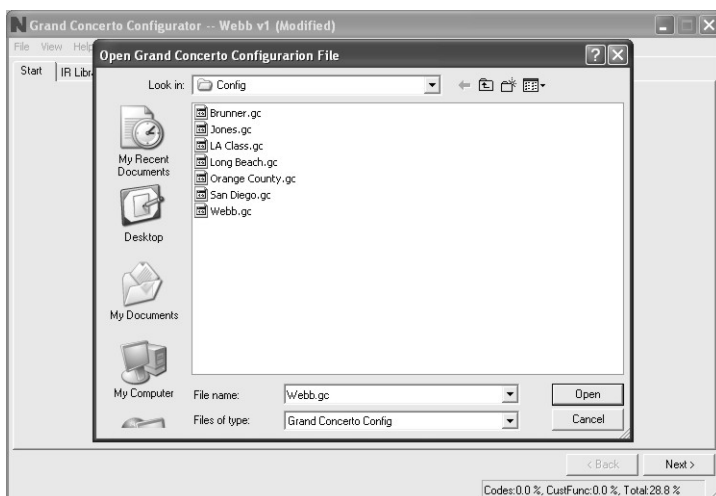 N Grand Concerto Configurator -- Webb v1 (Modified)
File View Help
Start IR Libr
Open Grand Concerto Configurarion File
Look in: Config
My Recent Documents
Desktop
My Documents
My Computer
Brunner.gc
Jones.gc
LA Class.gc
Long Beach.gc
Orange County.gc
San Diego.gc
Webb.gc
File name: Webb.gc Open
Files of type: Grand Concerto Config Cancel
< Back Next >
Codes:0.0 %, CustFunc:0.0 %, Total:28.8 %